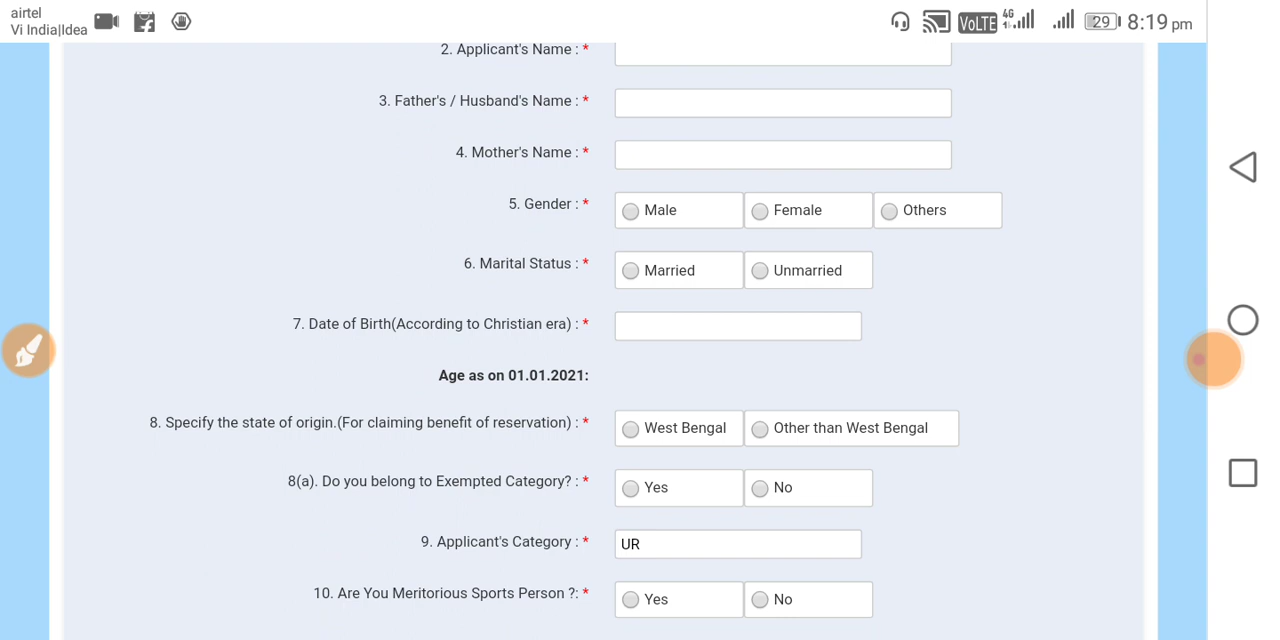 airtel
Vi India|Idea
VoLTE 4G 29 8:19 pm
2. Applicant's Name : *
3. Father's / Husband's Name : *
4. Mother's Name : *
5. Gender : * Male Female Others
6. Marital Status : * Married Unmarried
7. Date of Birth(According to Christian era) : *
Age as on 01.01.2021:
8. Specify the state of origin.(For claiming benefit of reservation) : * West Bengal Other than West Bengal
8(a). Do you belong to Exempted Category? : * Yes No
9. Applicant's Category : * UR
10. Are You Meritorious Sports Person ?: * Yes No